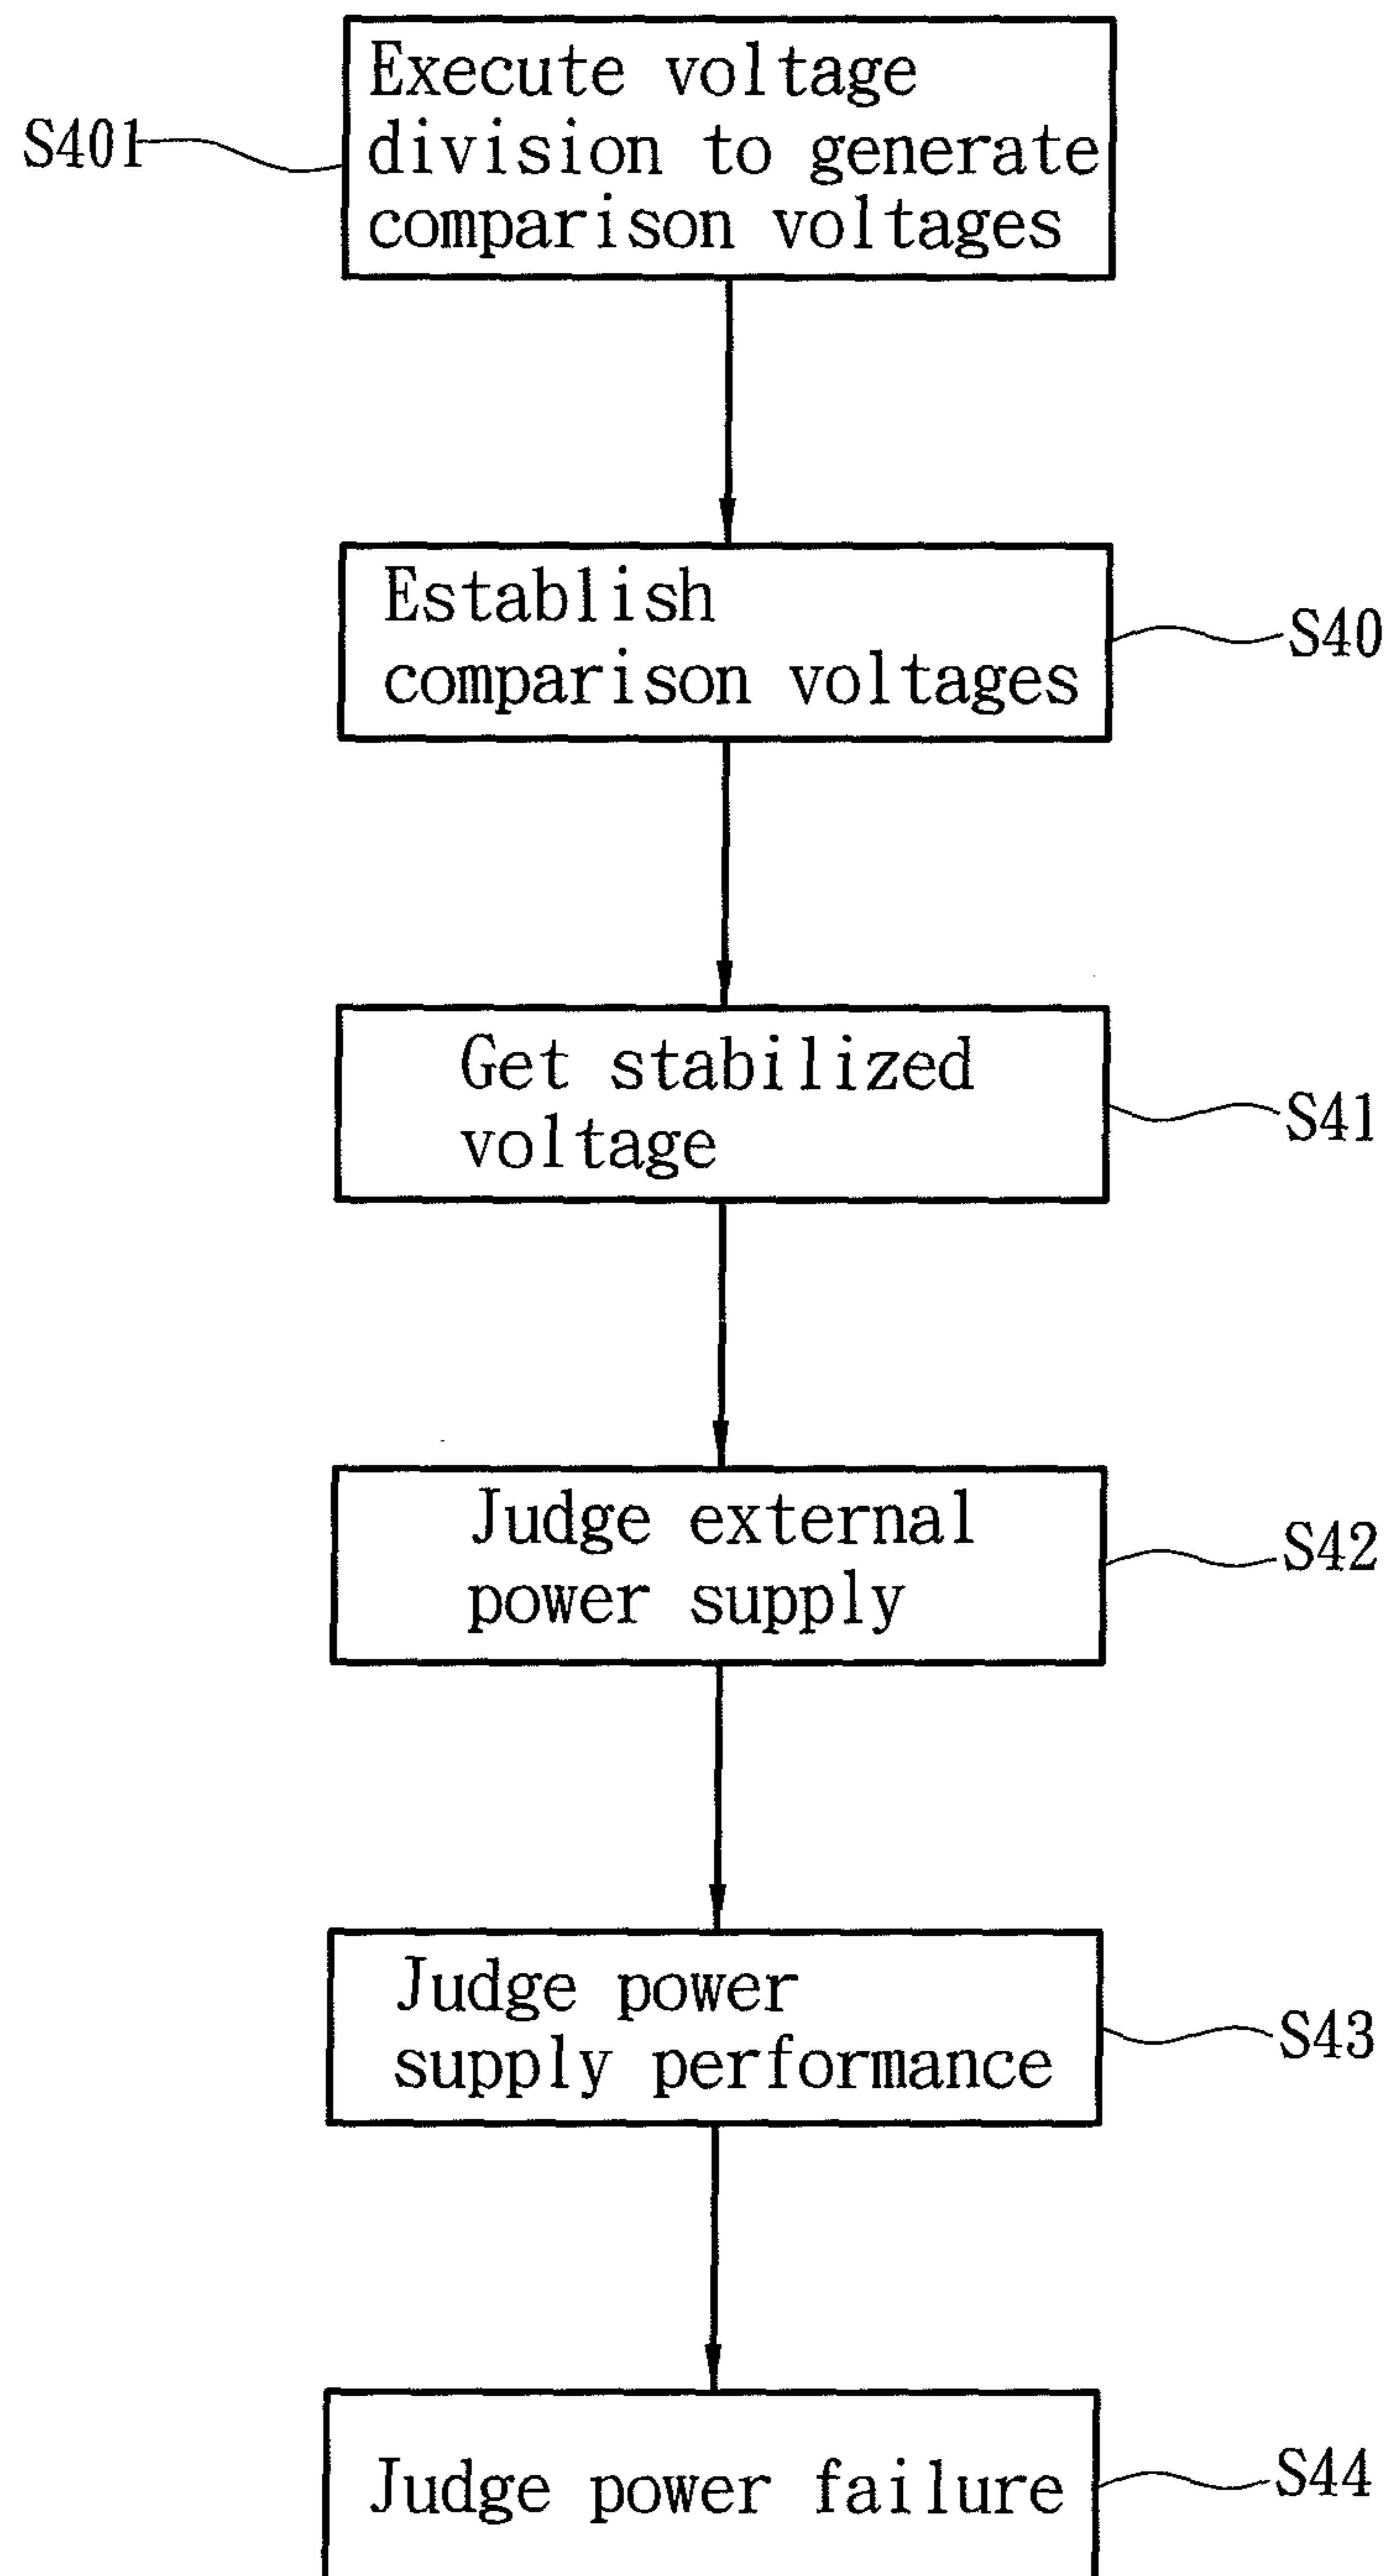 Execute voltage
S401
division to generate
comparison voltages
Establish
S40
comparison voltages
Get stabilized
S41
voltage
Judge external
S42
power supply
Judge power
S43
supply performance
Judge power failure
S44